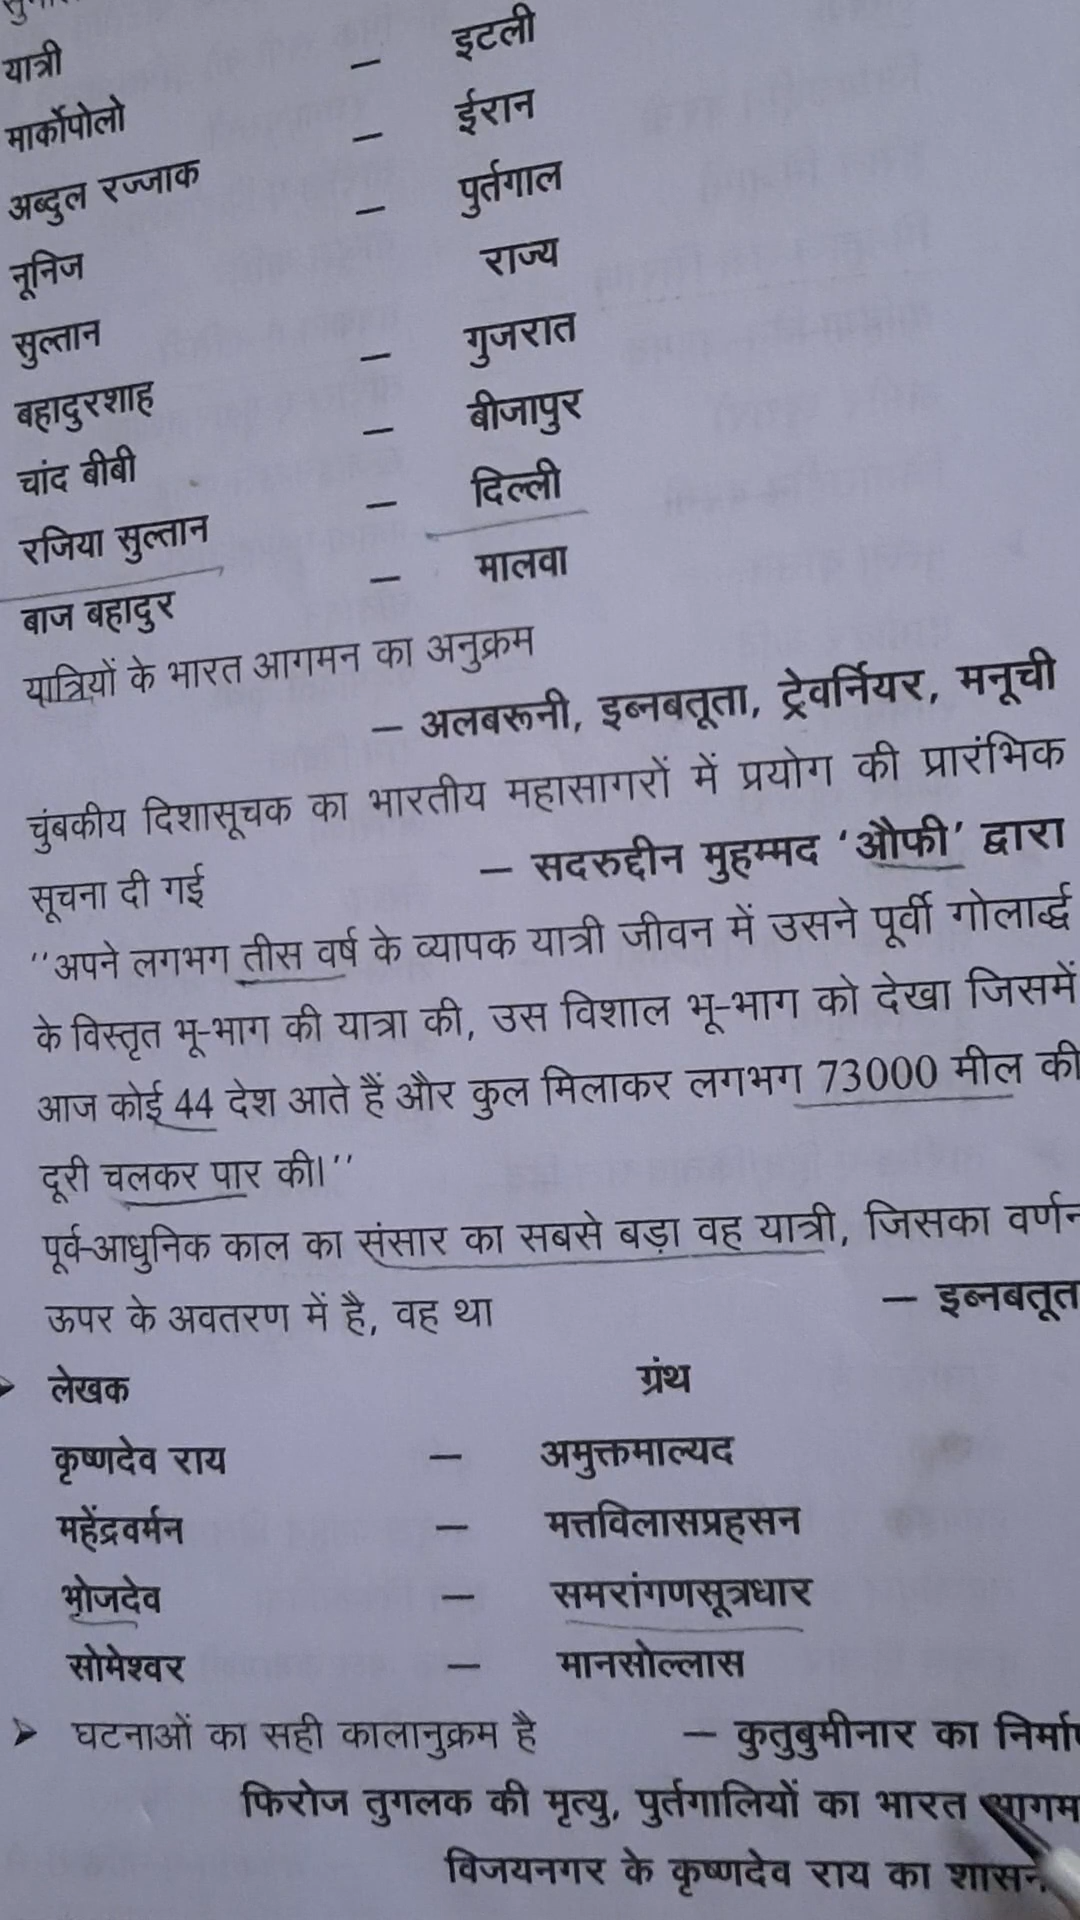 यात्री
मार्कोपोलो — इटली
अब्दुल रज्जाक — ईरान
नूनिज — पुर्तगाल
सुल्तान राज्य
बहादुरशाह — गुजरात
चांद बीबी — बीजापुर
रजिया सुल्तान — दिल्ली
बाज बहादुर — मालवा
यात्रियों के भारत आगमन का अनुक्रम
— अलबरूनी, इब्नबतूता, ट्रेवर्नियर, मनूची
चुंबकीय दिशासूचक का भारतीय महासागरों में प्रयोग की प्रारंभिक
सूचना दी गई — सदरुद्दीन मुहम्मद ‘औफी’ द्वारा
‘‘अपने लगभग तीस वर्ष के व्यापक यात्री जीवन में उसने पूर्वी गोलार्द्ध
के विस्तृत भू-भाग की यात्रा की, उस विशाल भू-भाग को देखा जिसमें
आज कोई 44 देश आते हैं और कुल मिलाकर लगभग 73000 मील की
दूरी चलकर पार की।’’
पूर्व-आधुनिक काल का संसार का सबसे बड़ा वह यात्री, जिसका वर्णन
ऊपर के अवतरण में है, वह था — इब्नबतूत
लेखक ग्रंथ
कृष्णदेव राय — अमुक्तमाल्यद
महेंद्रवर्मन — मत्तविलासप्रहसन
भोजदेव — समरांगणसूत्रधार
सोमेश्वर — मानसोल्लास
घटनाओं का सही कालानुक्रम है — कुतुबुमीनार का निर्मा
फिरोज तुगलक की मृत्यु, पुर्तगालियों का भारत आगम
विजयनगर के कृष्णदेव राय का शासन